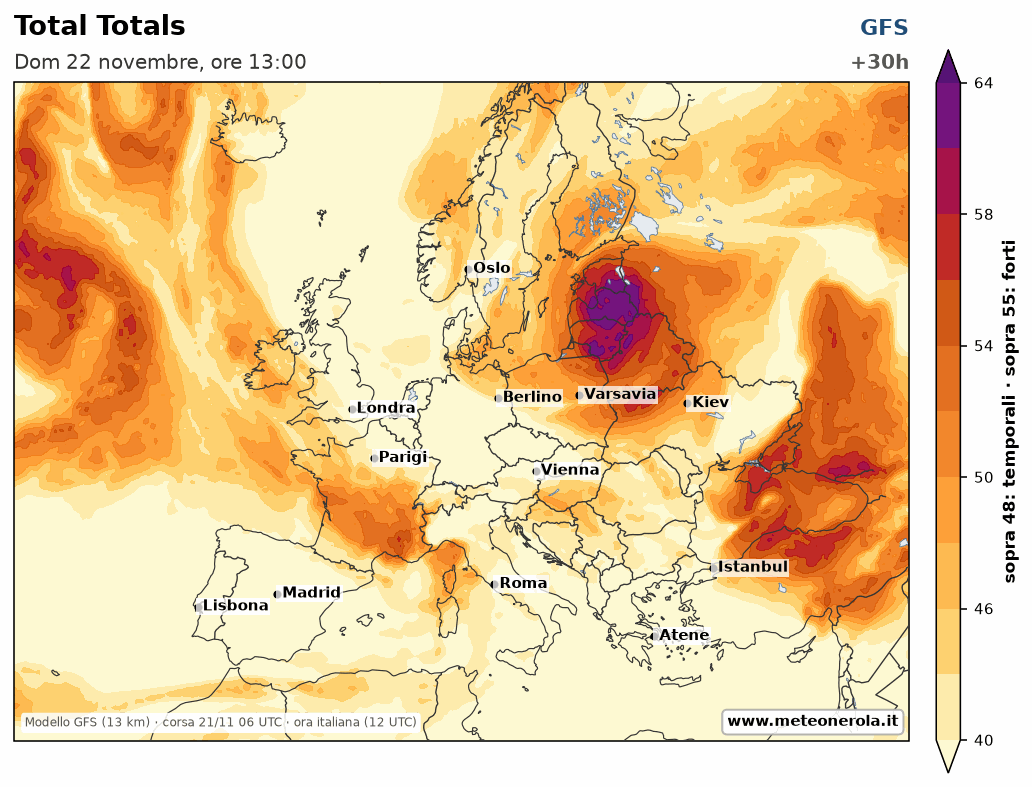 Total Totals
GFS
Dom 22 novembre, ore 13:00
+30h
64
58
54
50
46
40
sopra 48: temporali · sopra 55: forti
Oslo
Berlino
Varsavia
Kiev
Londra
Parigi
Vienna
Istanbul
Roma
Madrid
Lisbona
Atene
Modello GFS (13 km) · corsa 21/11 06 UTC · ora italiana (12 UTC)
www.meteonerola.it